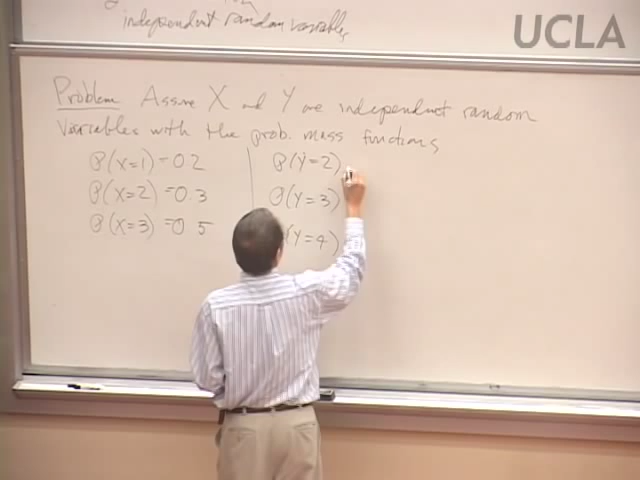 UCLA
independent random variables
Problem Assume X and Y are independent random
variables with the prob. mass functions
P(X=1)=0.2
P(X=2)=0.3
P(X=3)=0.5
P(Y=2)
P(Y=3)
(Y=4)